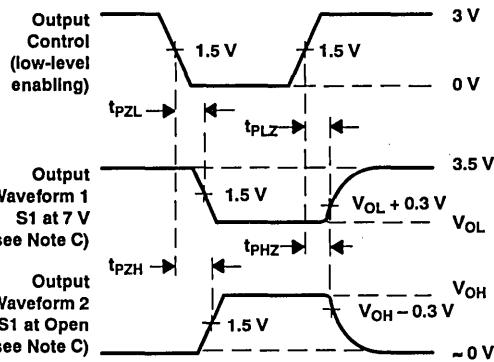 Output
Control
(low-level
enabling)
1.5 V
1.5 V
3 V
0 V
tPZL
tPLZ
Output
Waveform 1
S1 at 7 V
(see Note C)
1.5 V
3.5 V
VOL + 0.3 V
VOL
tPHZ
tPZH
Output
Waveform 2
S1 at Open
(see Note C)
1.5 V
VOH
VOH – 0.3 V
~ 0 V